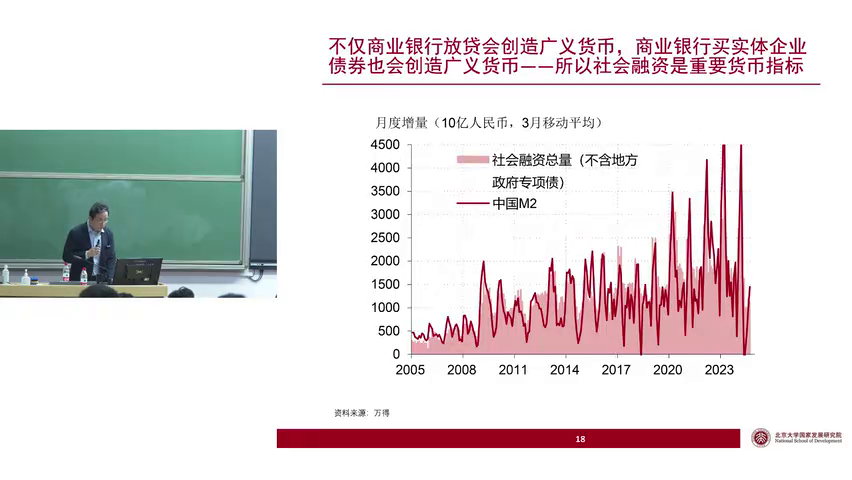 不仅商业银行放贷会创造广义货币，商业银行买实体企业
债券也会创造广义货币——所以社会融资是重要货币指标
月度增量（10亿人民币，3月移动平均）
4500
4000
3500
3000
2500
2000
1500
1000
500
0
社会融资总量（不含地方
政府专项债）
中国M2
2005 2008 2011 2014 2017 2020 2023
资料来源：万得
18
北京大学国家发展研究院
National School of Development